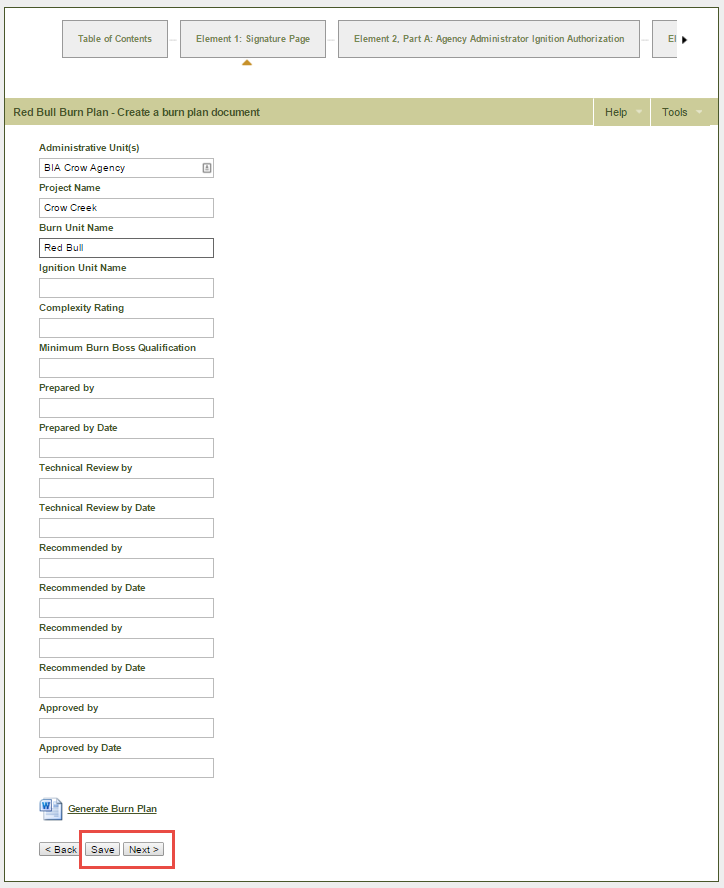 Table of Contents
Element 1: Signature Page
Element 2, Part A: Agency Administrator Ignition Authorization
El
Red Bull Burn Plan - Create a burn plan document
Help
Tools
Administrative Unit(s)
BIA Crow Agency
Project Name
Crow Creek
Burn Unit Name
Red Bull
Ignition Unit Name
Complexity Rating
Minimum Burn Boss Qualification
Prepared by
Prepared by Date
Technical Review by
Technical Review by Date
Recommended by
Recommended by Date
Recommended by
Recommended by Date
Approved by
Approved by Date
Generate Burn Plan
< Back
Save
Next >